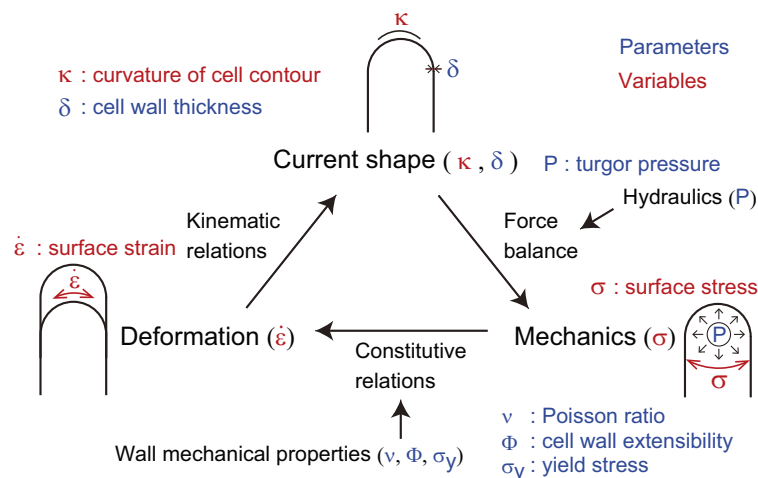 Parameters
Variables
κ : curvature of cell contour
δ : cell wall thickness
δ
Current shape (κ, δ)
P : turgor pressure
Hydraulics (P)
Kinematic
relations
Force
balance
ε̇ : surface strain
ε̇
σ : surface stress
P
σ
Deformation (ε̇)
Mechanics (σ)
Constitutive
relations
Wall mechanical properties (ν, Φ, σy)
ν : Poisson ratio
Φ : cell wall extensibility
σy : yield stress
κ